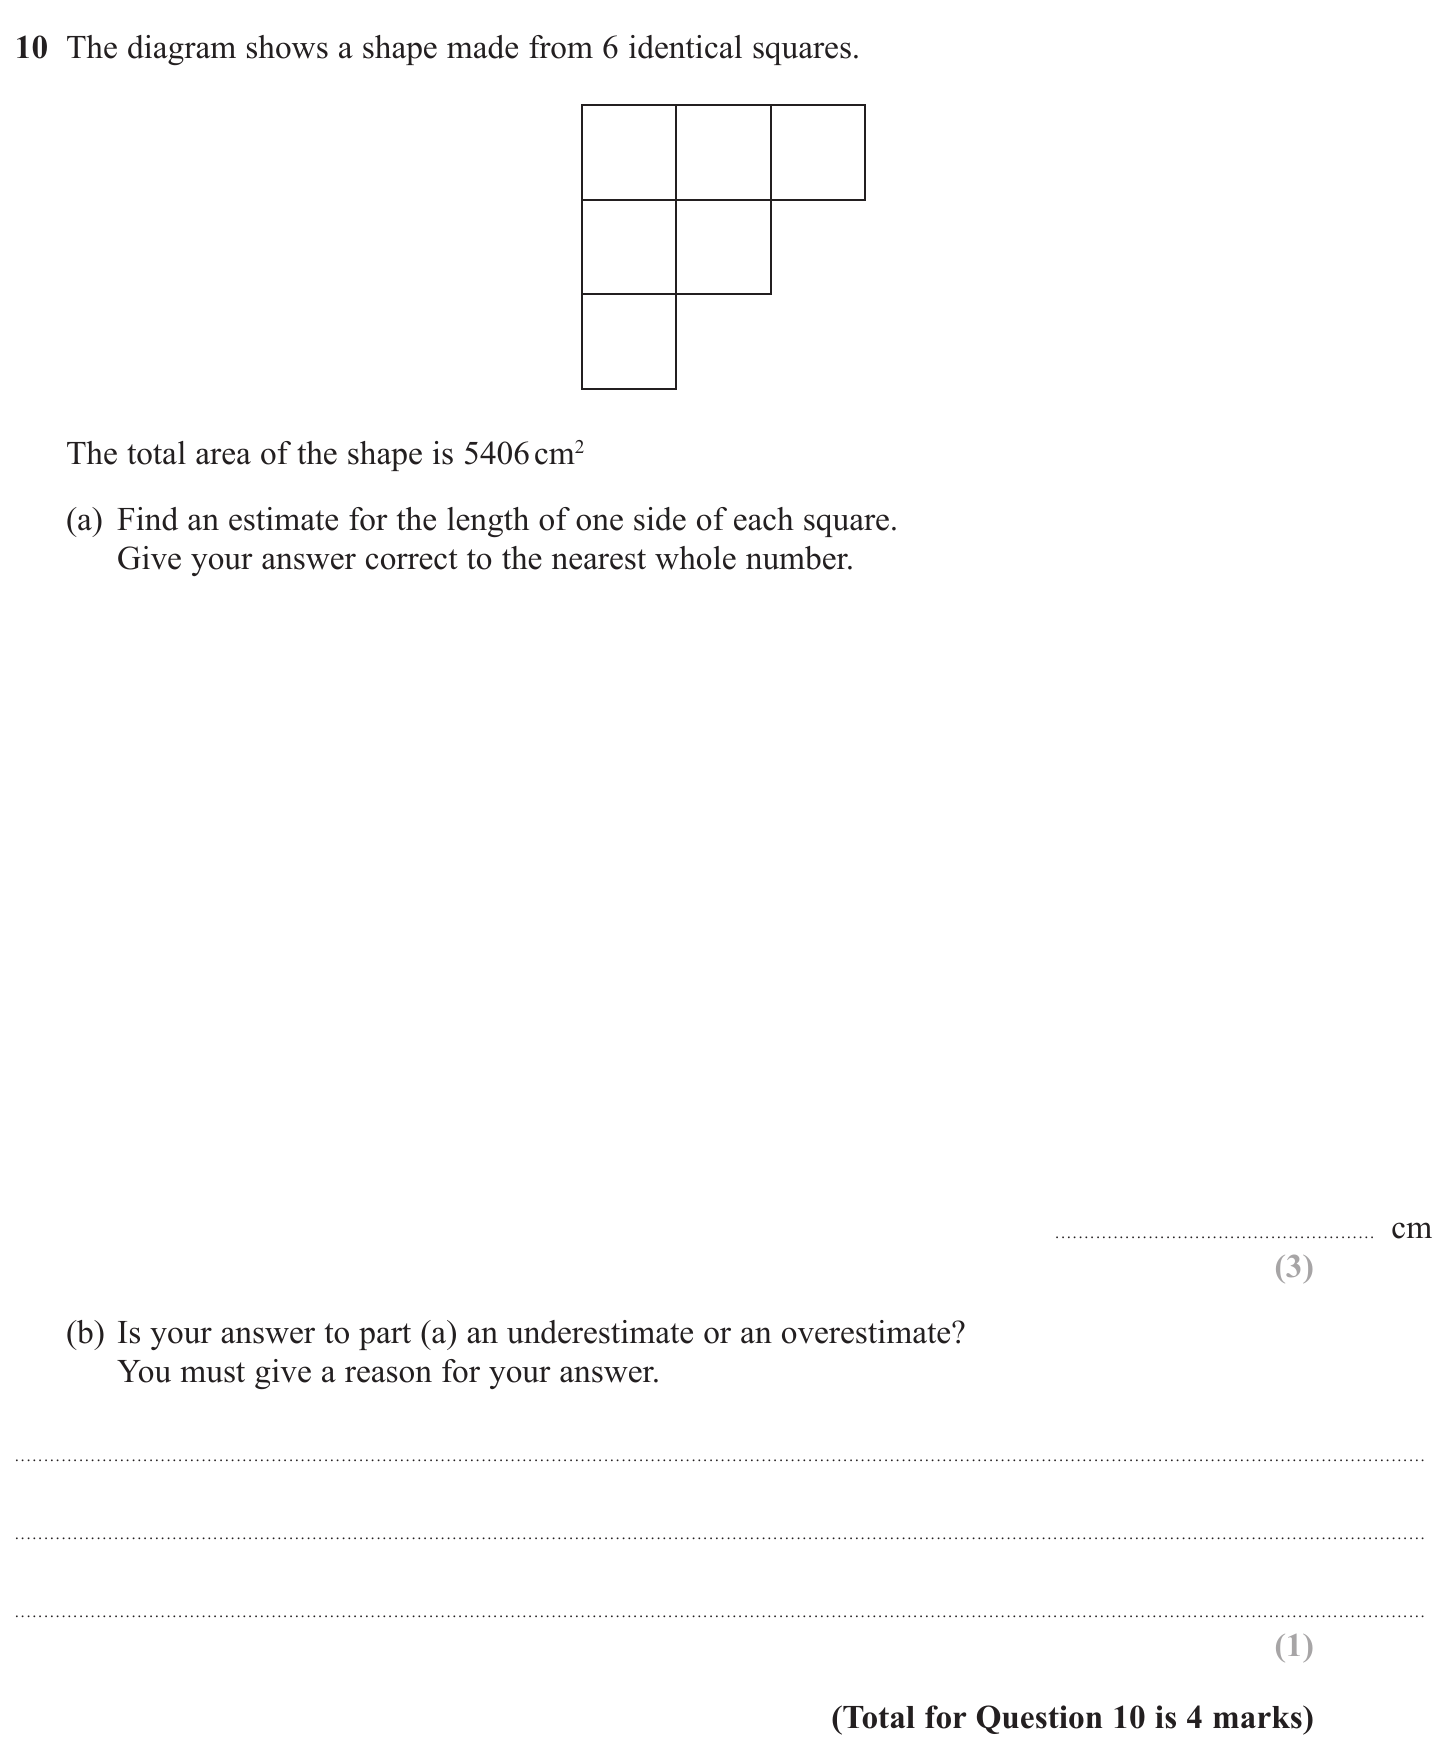 10 The diagram shows a shape made from 6 identical squares.
The total area of the shape is 5406 cm²
(a) Find an estimate for the length of one side of each square.
Give your answer correct to the nearest whole number.
cm
(3)
(b) Is your answer to part (a) an underestimate or an overestimate?
You must give a reason for your answer.
(1)
(Total for Question 10 is 4 marks)